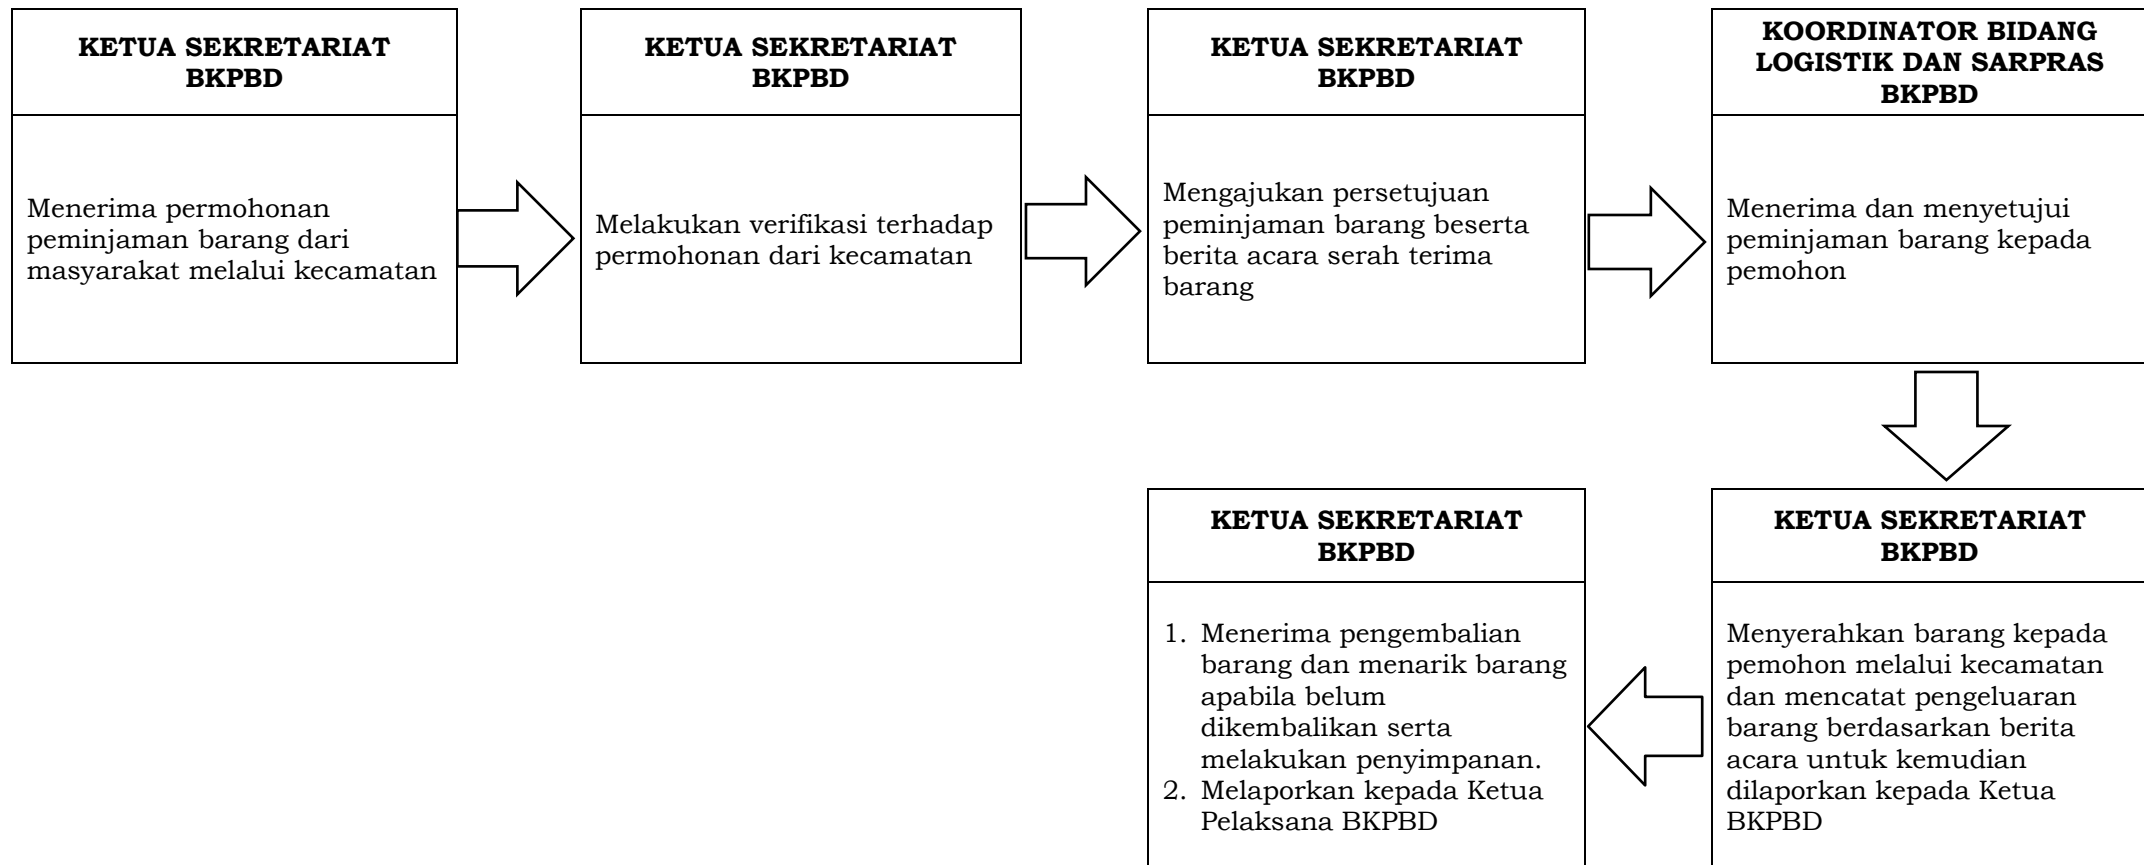 KETUA SEKRETARIAT
BKPBD
Menerima permohonan
peminjaman barang dari
masyarakat melalui kecamatan
KETUA SEKRETARIAT
BKPBD
Melakukan verifikasi terhadap
permohonan dari kecamatan
KETUA SEKRETARIAT
BKPBD
Mengajukan persetujuan
peminjaman barang beserta
berita acara serah terima
barang
KOORDINATOR BIDANG
LOGISTIK DAN SARPRAS
BKPBD
Menerima dan menyetujui
peminjaman barang kepada
pemohon
KETUA SEKRETARIAT
BKPBD
Menyerahkan barang kepada
pemohon melalui kecamatan
dan mencatat pengeluaran
barang berdasarkan berita
acara untuk kemudian
dilaporkan kepada Ketua
BKPBD
KETUA SEKRETARIAT
BKPBD
1. Menerima pengembalian
barang dan menarik barang
apabila belum
dikembalikan serta
melakukan penyimpanan.
2. Melaporkan kepada Ketua
Pelaksana BKPBD